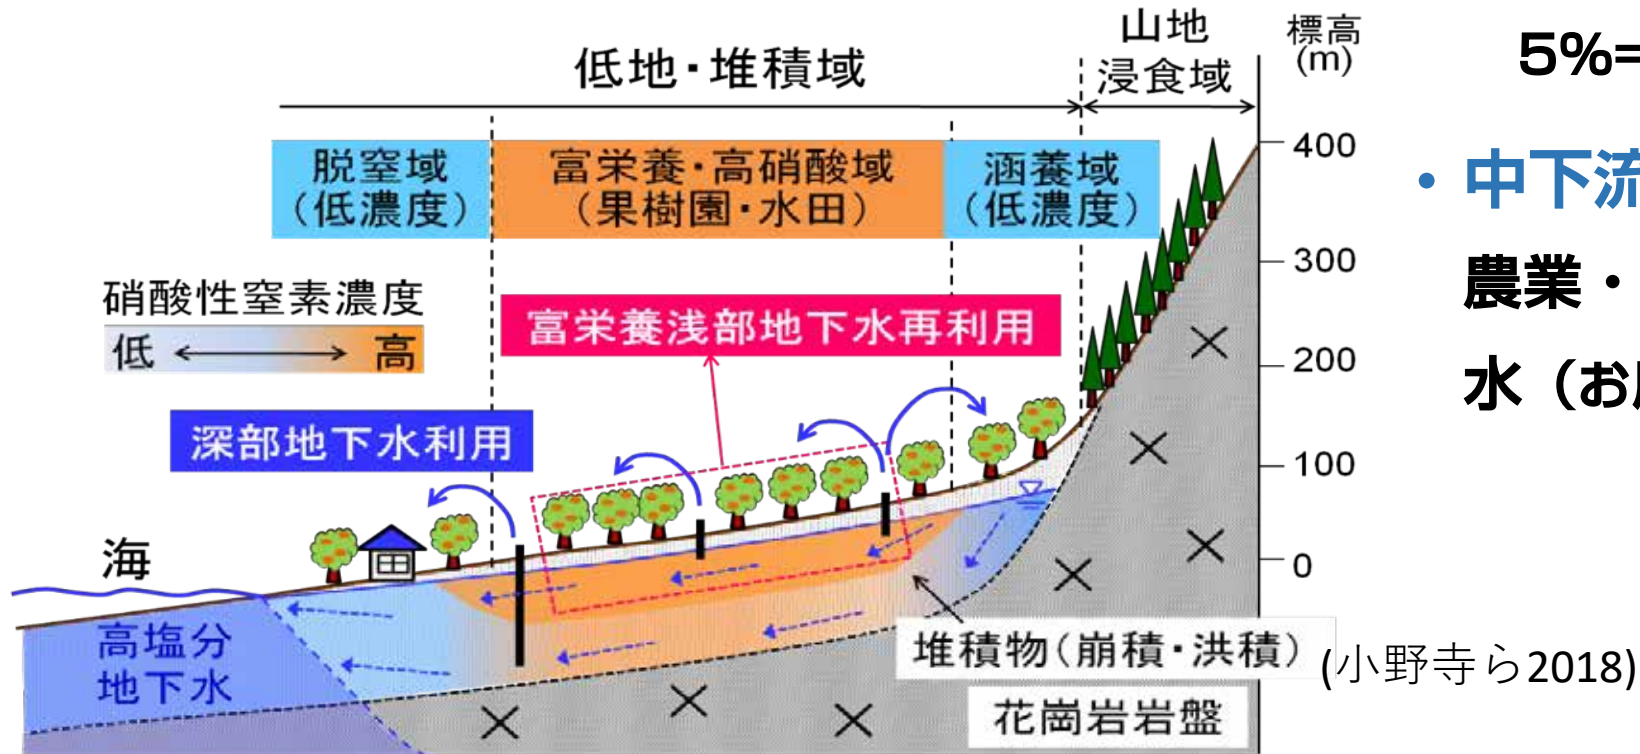 低地・堆積域
山地
浸食域
標高
(m)
脱窒域
（低濃度）
富栄養・高硝酸域
（果樹園・水田）
涵養域
（低濃度）
硝酸性窒素濃度
低
高
富栄養浅部地下水再利用
深部地下水利用
400
300
200
100
0
海
高塩分
地下水
堆積物（崩積・洪積）
花崗岩岩盤
(小野寺ら2018)
5%=
・中下流
農業・
水（お